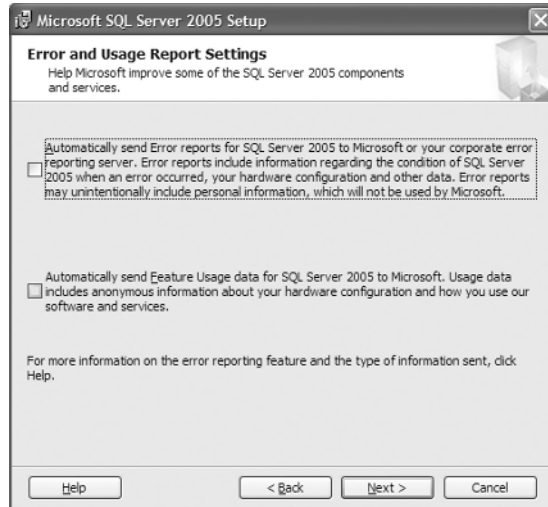 Microsoft SQL Server 2005 Setup
Error and Usage Report Settings
Help Microsoft improve some of the SQL Server 2005 components
and services.
Automatically send Error reports for SQL Server 2005 to Microsoft or your corporate error
reporting server. Error reports include information regarding the condition of SQL Server
2005 when an error occurred, your hardware configuration and other data. Error reports
may unintentionally include personal information, which will not be used by Microsoft.
Automatically send Feature Usage data for SQL Server 2005 to Microsoft. Usage data
includes anonymous information about your hardware configuration and how you use our
software and services.
For more information on the error reporting feature and the type of information sent, click
Help.
Help
< Back
Next >
Cancel